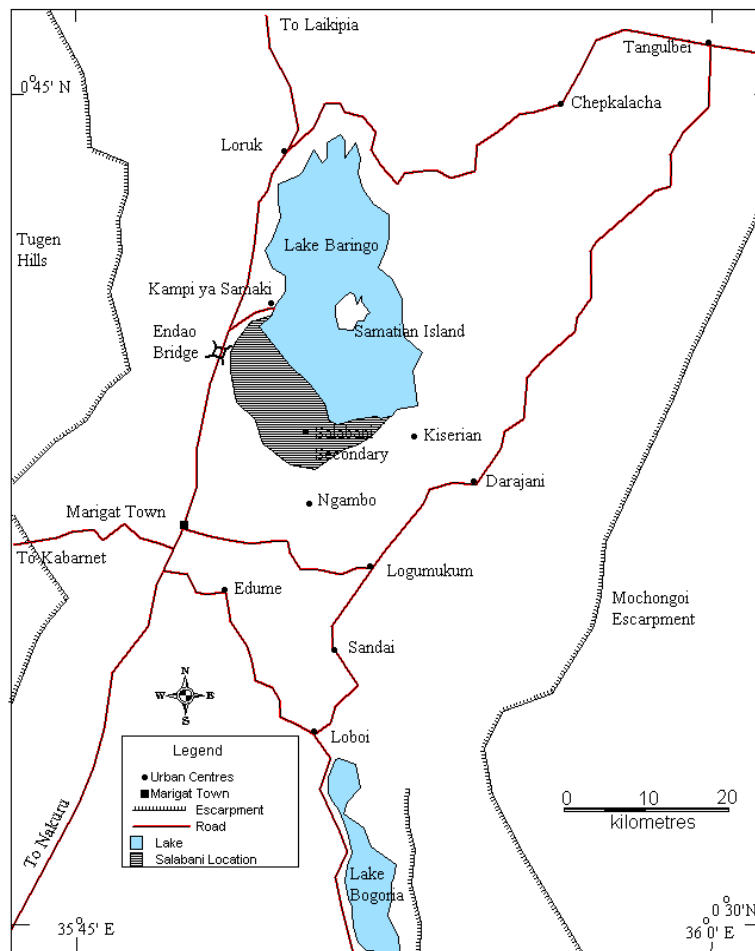 To Laikipia
Tangulbei
0°45' N
Chepkalacha
Loruk
Tugen
Hills
Lake Baringo
Kampi ya Samaki
Endao
Bridge
Samatian Island
Salabani
Secondary
Kiserian
Darajani
Ngambo
Marigat Town
To Kabarnet
Logumukum
Edume
Mochongoi
Escarpment
Sandai
N
W E
S
Loboi
Legend
Urban Centres
Marigat Town
Escarpment
Road
Lake
Salabani Location
0 10 20
kilometres
To Nakuru
Lake
Bogoria
0°30'N
35°45' E
36°0' E